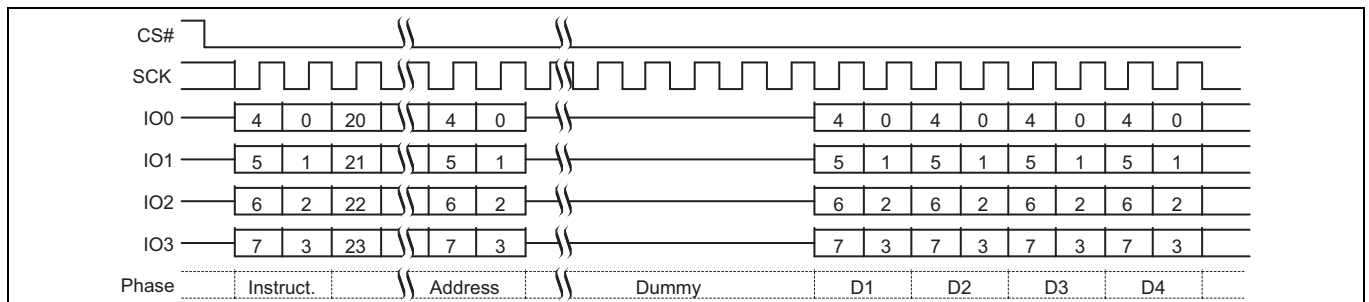 CS#
SCK
IO0 4 0 20 4 0 4 0 4 0 4 0 4 0
IO1 5 1 21 5 1 5 1 5 1 5 1 5 1
IO2 6 2 22 6 2 6 2 6 2 6 2 6 2
IO3 7 3 23 7 3 7 3 7 3 7 3 7 3
Phase Instruct. Address Dummy D1 D2 D3 D4